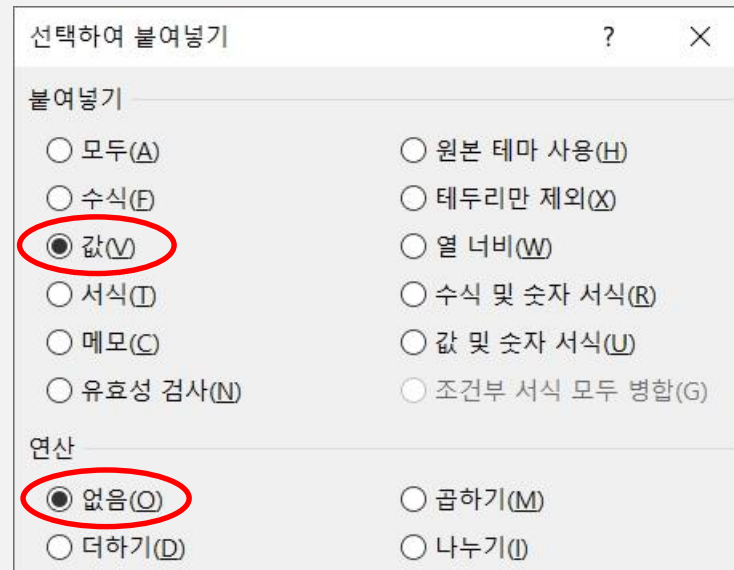 선택하여 붙여넣기 ? ×
붙여넣기
모두(A) 원본 테마 사용(H)
수식(F) 테두리만 제외(X)
값(V) 열 너비(W)
서식(T) 수식 및 숫자 서식(R)
메모(C) 값 및 숫자 서식(U)
유효성 검사(N) 조건부 서식 모두 병합(G)
연산
없음(O) 곱하기(M)
더하기(D) 나누기(I)